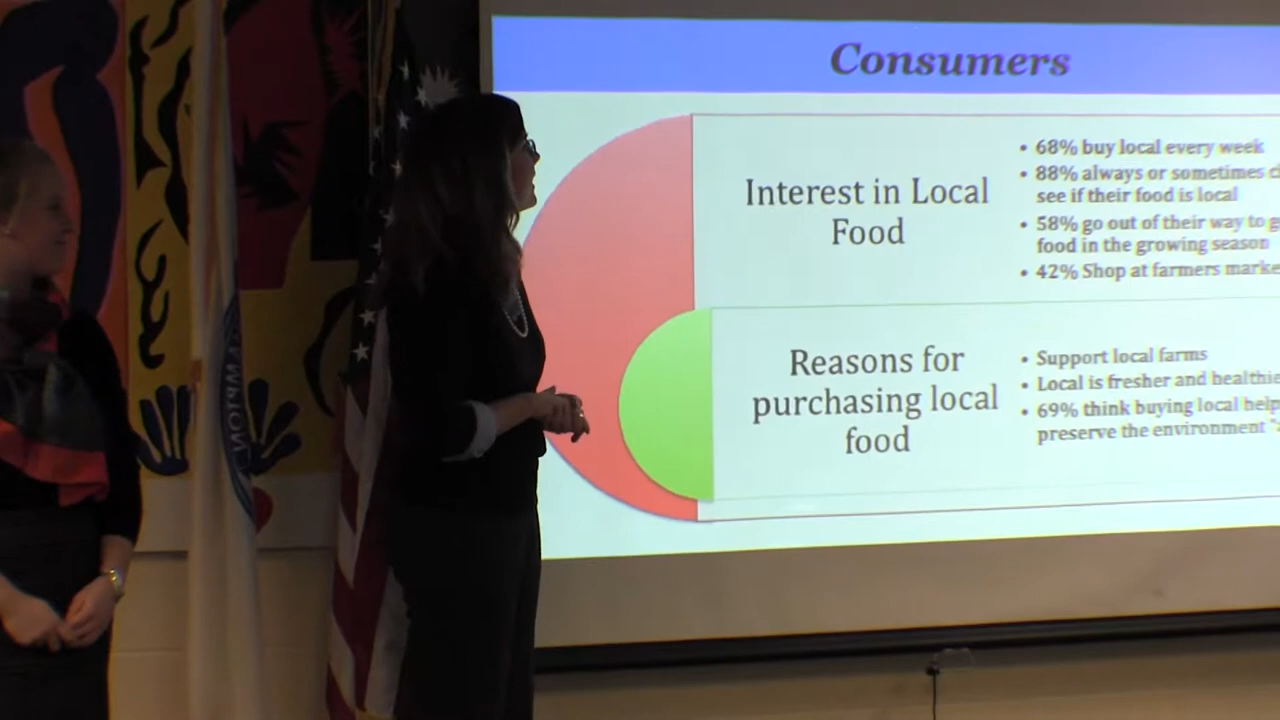 Consumers
Interest in Local
Food
• 68% buy local every week
• 88% always or sometimes
see if their food is local
• 58% go out of their way to
food in the growing season
• 42% Shop at farmers
Reasons for
purchasing local
food
• Support local farms
• Local is fresher and
• 69% think buying local
preserve the environment